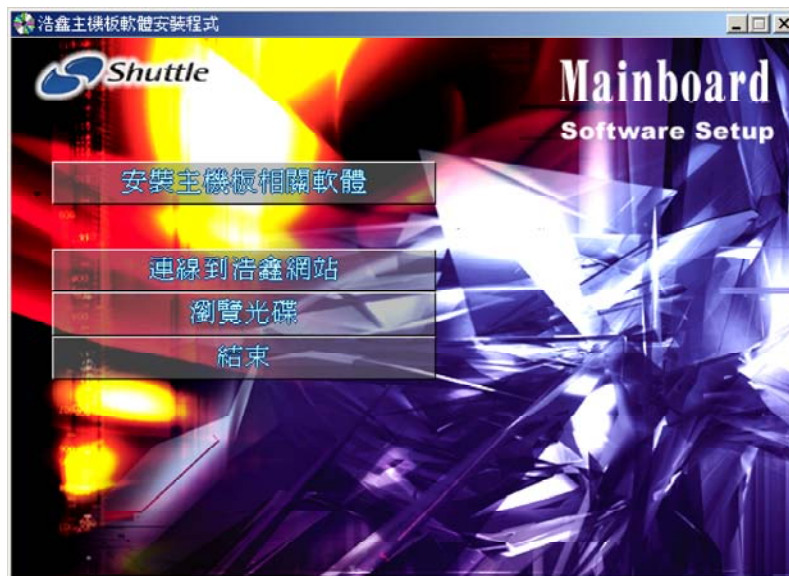 浩鑫主機板軟體安裝程式
Shuttle
Mainboard
Software Setup
安裝主機板相關軟體
連線到浩鑫網站
瀏覽光碟
結束